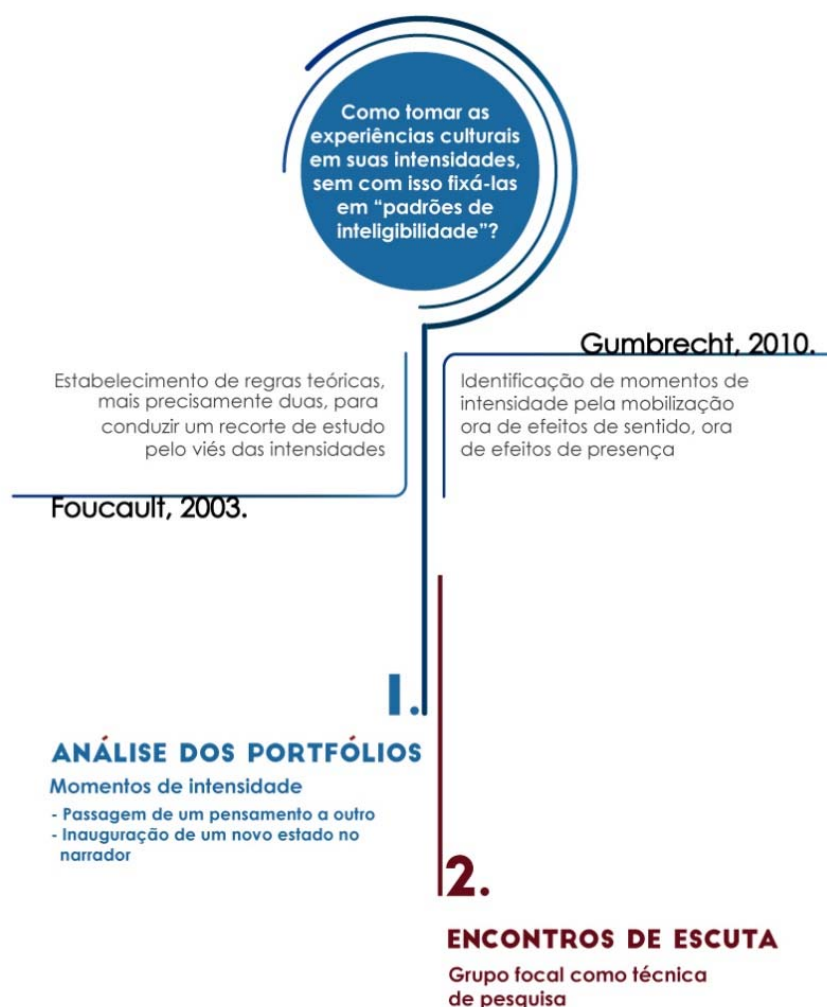 Como tomar as
experiências culturais
em suas intensidades,
sem com isso fixá-las
em “padrões de
inteligibilidade”?
Gumbrecht, 2010.
Estabelecimento de regras teóricas,
mais precisamente duas, para
conduzir um recorte de estudo
pelo viés das intensidades
Identificação de momentos de
intensidade pela mobilização
ora de efeitos de sentido, ora
de efeitos de presença
Foucault, 2003.
1.
ANÁLISE DOS PORTFÓLIOS
Momentos de intensidade
- Passagem de um pensamento a outro
- Inauguração de um novo estado no
narrador
2.
ENCONTROS DE ESCUTA
Grupo focal como técnica
de pesquisa